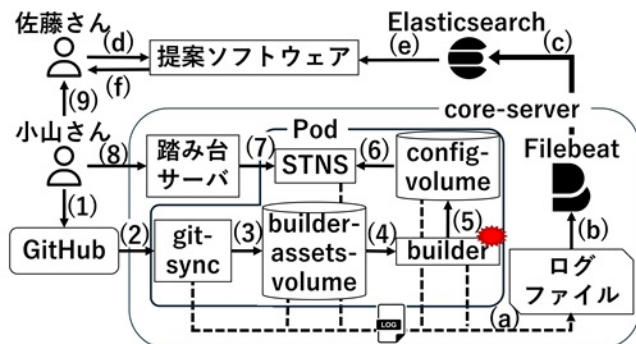 佐藤さん
(d)
提案ソフトウェア
(f)
(e)
Elasticsearch
(c)
(9)
core-server
小山さん
Pod
(8)
踏み台
サーバ
(7)
STNS
(6)
config-
volume
Filebeat
(1)
GitHub
(2)
git-
sync
(3)
builder-
assets-
volume
(4)
(5)
builder
(b)
ログ
ファイル
(a)
LOG